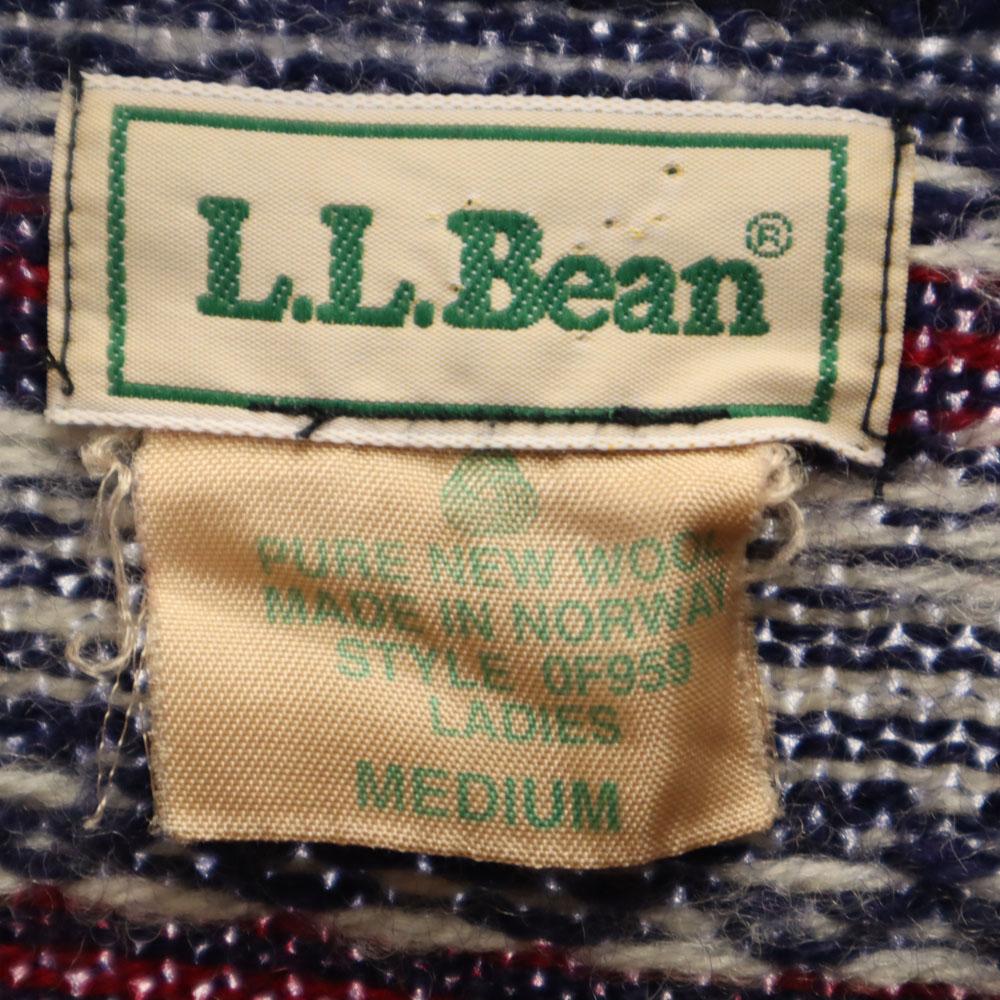 L.L.Bean®
PURE NEW WOOL
MADE IN NORWAY
STYLE 0F959
LADIES
MEDIUM